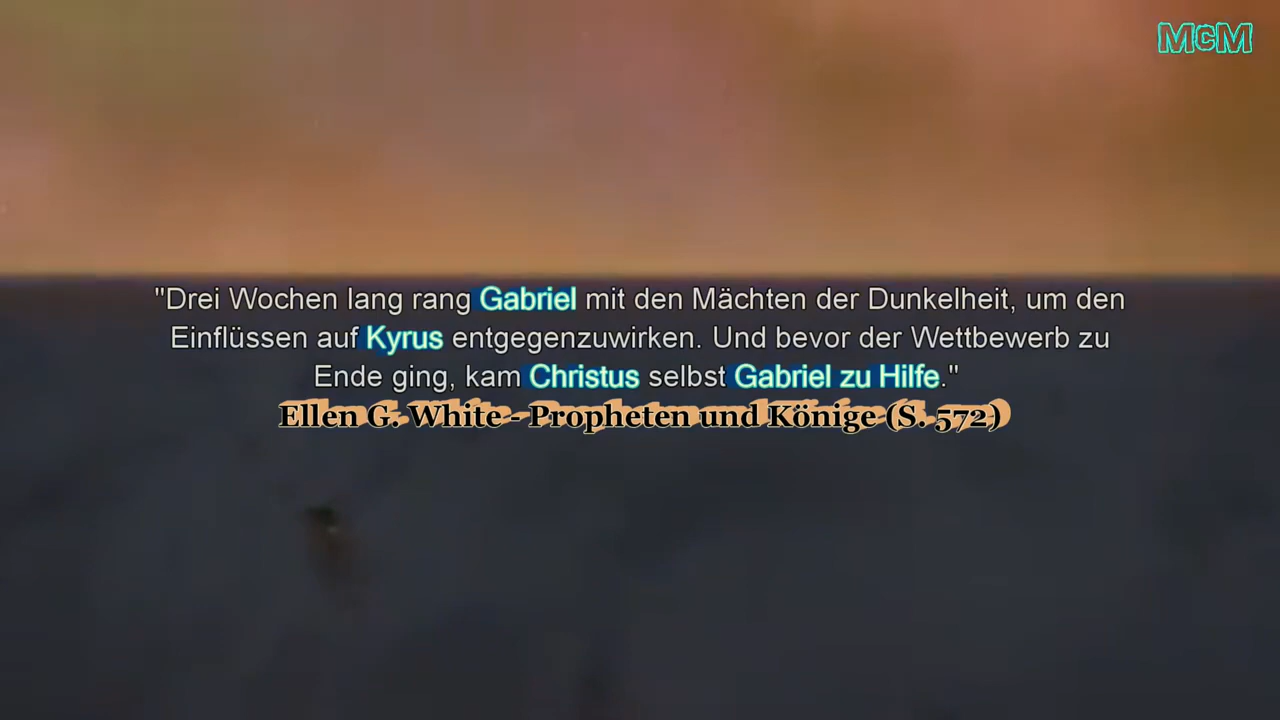 McM
"Drei Wochen lang rang Gabriel mit den Mächten der Dunkelheit, um den
Einflüssen auf Kyrus entgegenzuwirken. Und bevor der Wettbewerb zu
Ende ging, kam Christus selbst Gabriel zu Hilfe."
Ellen G. White - Propheten und Könige (S. 572)